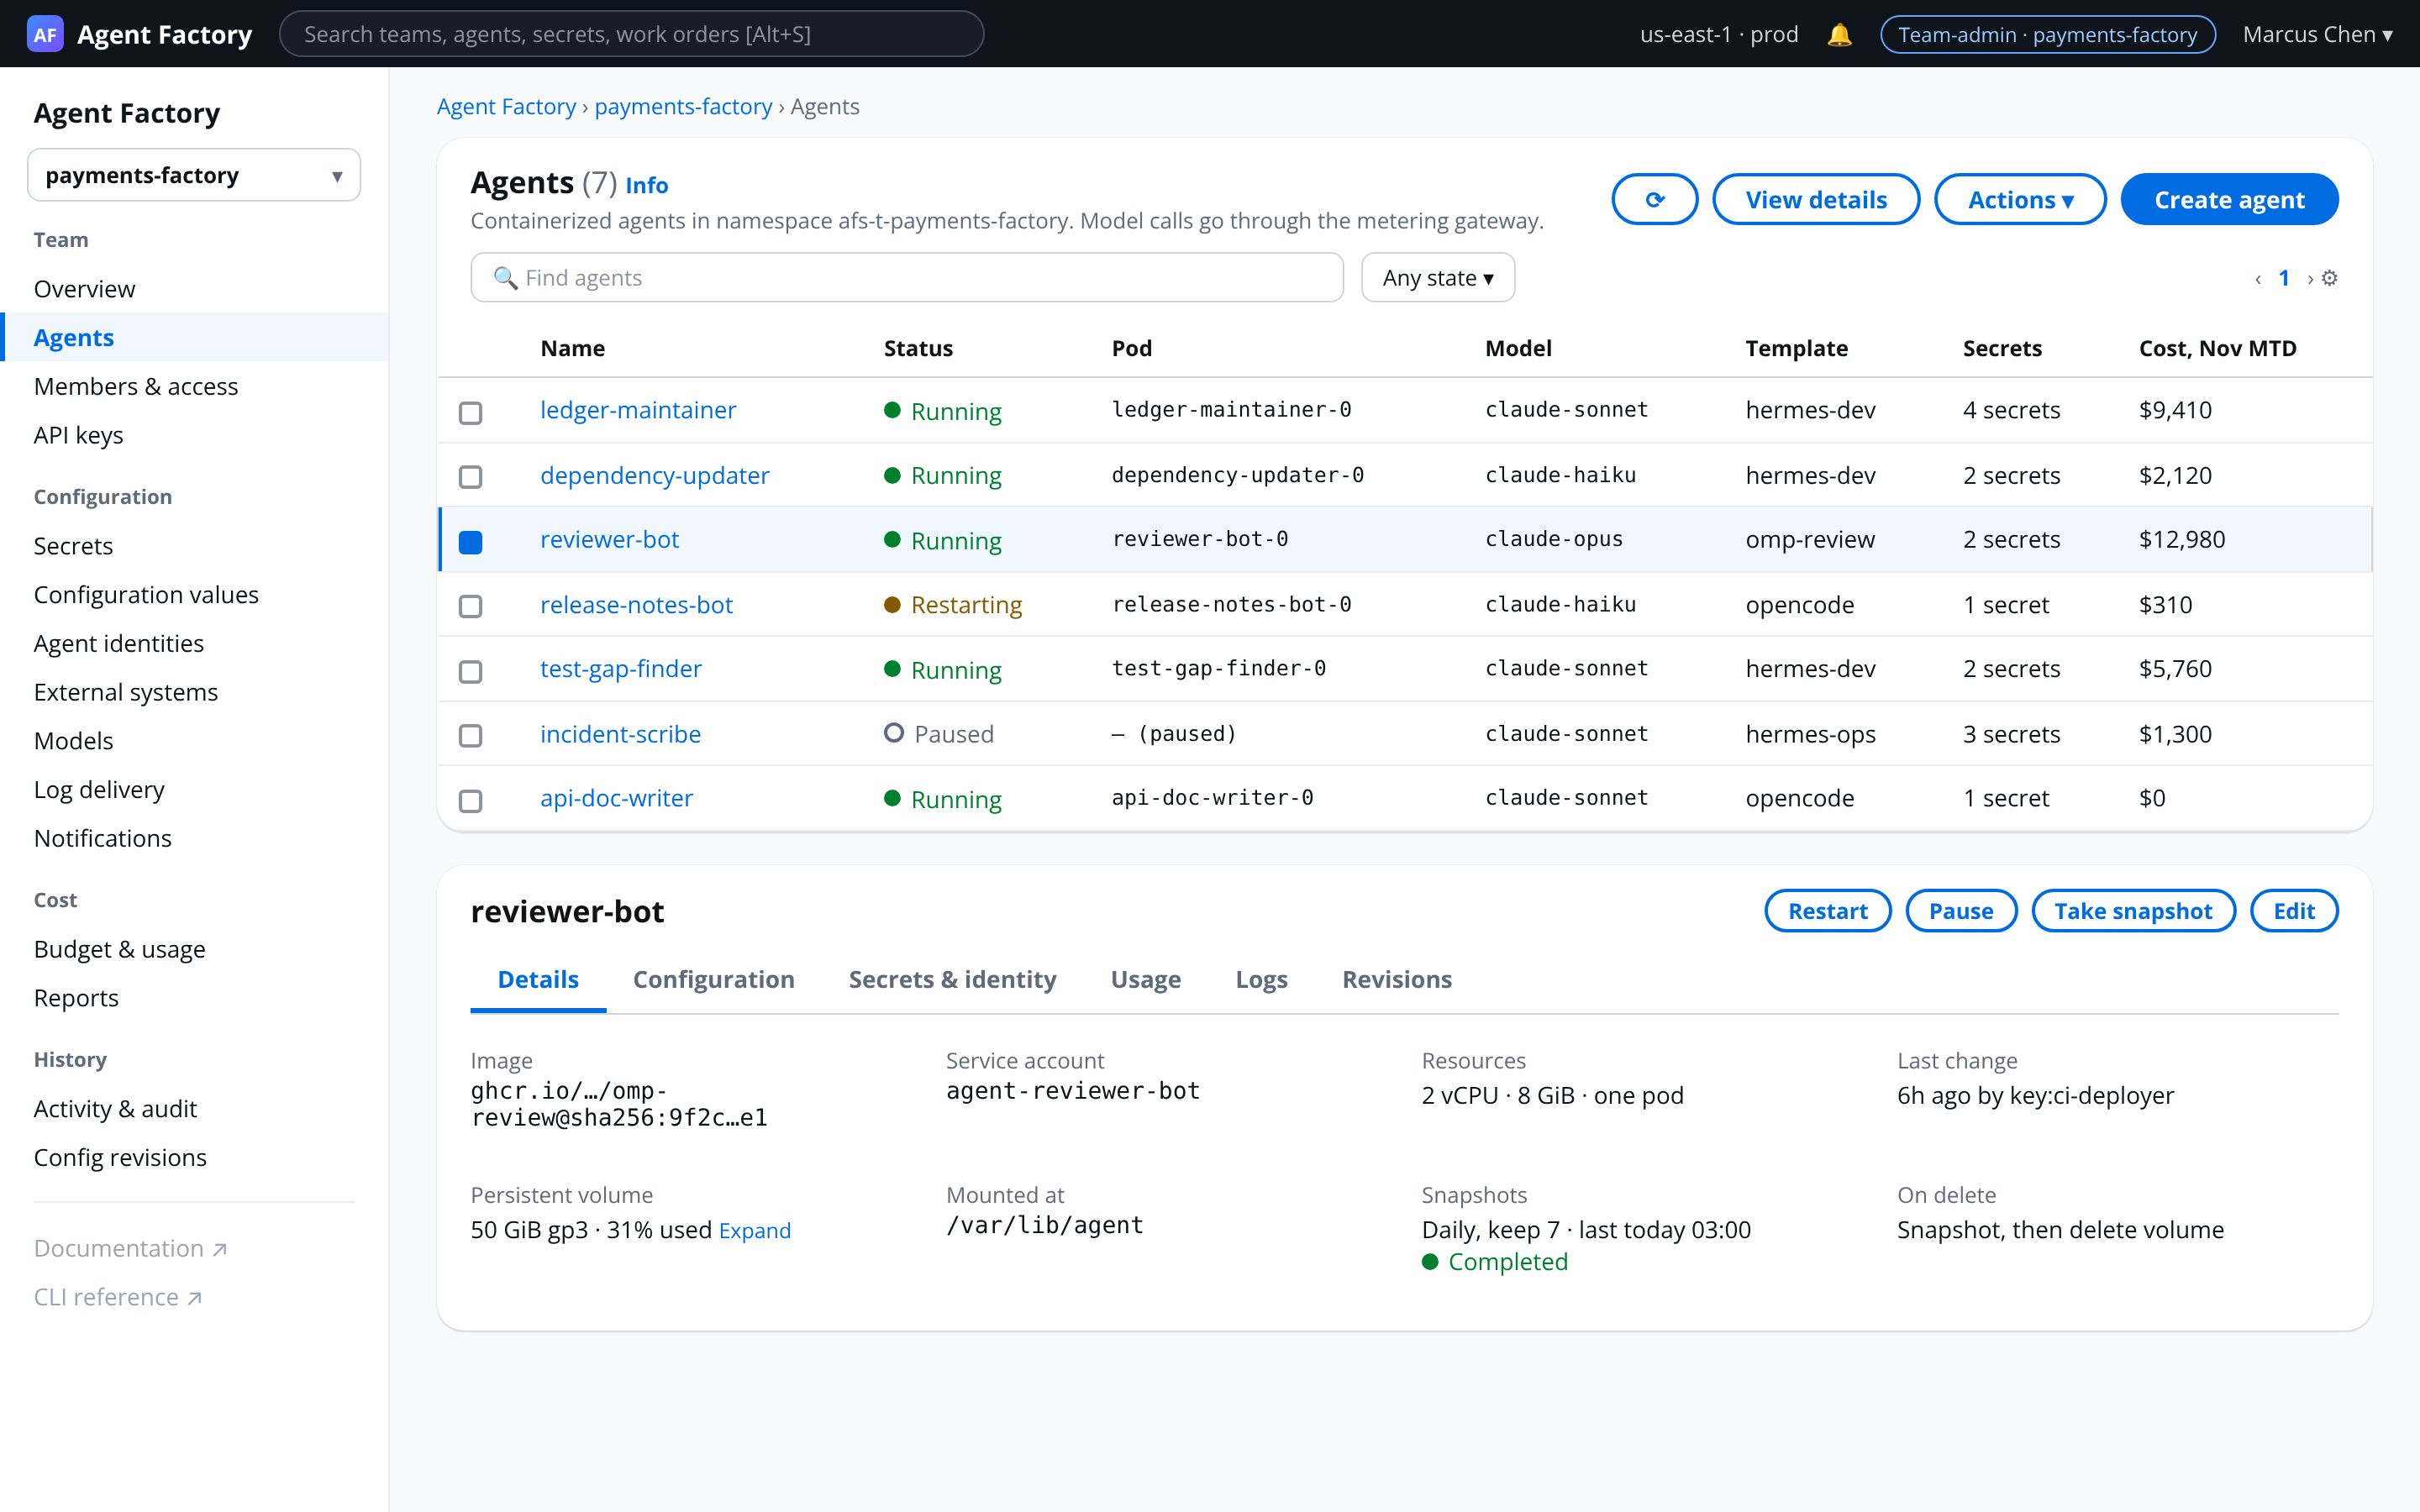 AF Agent Factory
Search teams, agents, secrets, work orders [Alt+S]
us-east-1 · prod
Team-admin · payments-factory
Marcus Chen ▾
Agent Factory
payments-factory ▾
Team
Overview
Agents
Members & access
API keys
Configuration
Secrets
Configuration values
Agent identities
External systems
Models
Log delivery
Notifications
Cost
Budget & usage
Reports
History
Activity & audit
Config revisions
Documentation ↗
CLI reference ↗
Agent Factory › payments-factory › Agents
Agents (7) Info
Containerized agents in namespace afs-t-payments-factory. Model calls go through the metering gateway.
⟳ View details Actions ▾ Create agent
🔍 Find agents
Any state ▾
‹ 1 › ⚙
Name Status Pod Model Template Secrets Cost, Nov MTD
ledger-maintainer Running ledger-maintainer-0 claude-sonnet hermes-dev 4 secrets $9,410
dependency-updater Running dependency-updater-0 claude-haiku hermes-dev 2 secrets $2,120
reviewer-bot Running reviewer-bot-0 claude-opus omp-review 2 secrets $12,980
release-notes-bot Restarting release-notes-bot-0 claude-haiku opencode 1 secret $310
test-gap-finder Running test-gap-finder-0 claude-sonnet hermes-dev 2 secrets $5,760
incident-scribe Paused — (paused) claude-sonnet hermes-ops 3 secrets $1,300
api-doc-writer Running api-doc-writer-0 claude-sonnet opencode 1 secret $0
reviewer-bot
Restart Pause Take snapshot Edit
Details Configuration Secrets & identity Usage Logs Revisions
Image
ghcr.io/…/omp-
review@sha256:9f2c…e1
Service account
agent-reviewer-bot
Resources
2 vCPU · 8 GiB · one pod
Last change
6h ago by key:ci-deployer
Persistent volume
50 GiB gp3 · 31% used Expand
Mounted at
/var/lib/agent
Snapshots
Daily, keep 7 · last today 03:00
Completed
On delete
Snapshot, then delete volume